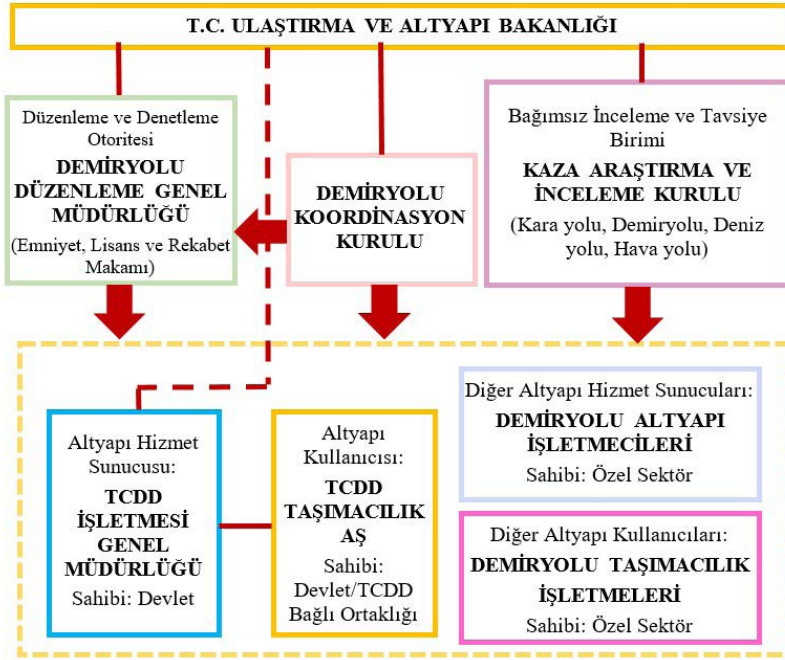 T.C. ULAŞTIRMA VE ALTYAPI BAKANLIĞI
Düzenleme ve Denetleme
Otoritesi
DEMİRYOLU
DÜZENLEME GENEL
MÜDÜRLÜĞÜ
(Emniyet, Lisans ve Rekabet
Makamı)
DEMİRYOLU
KOORDİNASYON
KURULU
Bağımsız İnceleme ve Tavsiye
Birimi
KAZA ARAŞTIRMA VE
İNCELEME KURULU
(Kara yolu, Demiryolu, Deniz
yolu, Hava yolu)
Altyapı Hizmet
Sunucusu:
TCDD
İŞLETMESİ
GENEL
MÜDÜRLÜĞÜ
Sahibi: Devlet
Altyapı
Kullanıcısı:
TCDD
TAŞIMACILIK
AŞ
Sahibi:
Devlet/TCDD
Bağlı Ortaklığı
Diğer Altyapı Hizmet Sunucuları:
DEMİRYOLU ALTYAPI
İŞLETMECİLERİ
Sahibi: Özel Sektör
Diğer Altyapı Kullanıcıları:
DEMİRYOLU TAŞIMACILIK
İŞLETMELERİ
Sahibi: Özel Sektör